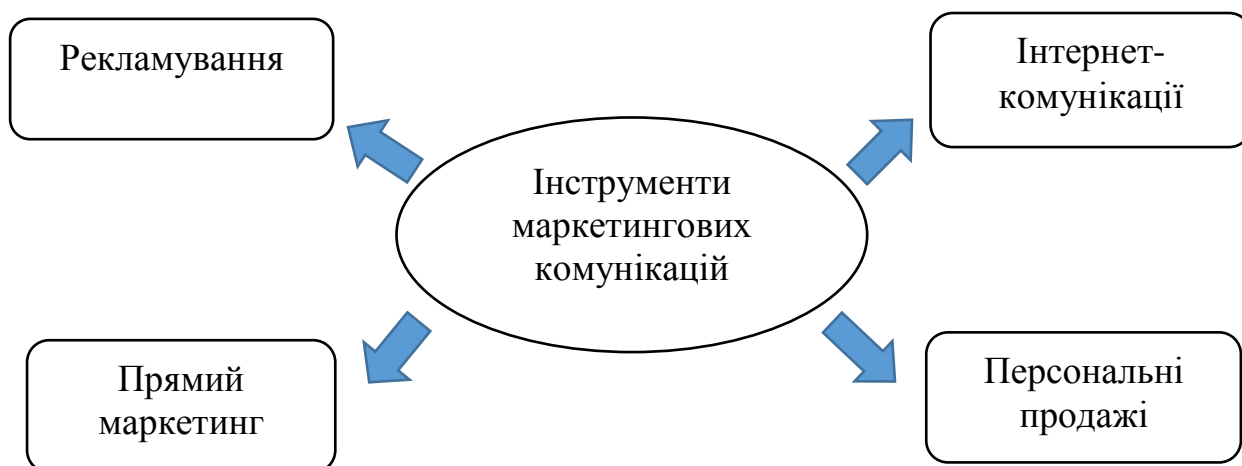 Рекламування
Інтернет-
комунікації
Інструменти
маркетингових
комунікацій
Прямий
маркетинг
Персональні
продажі